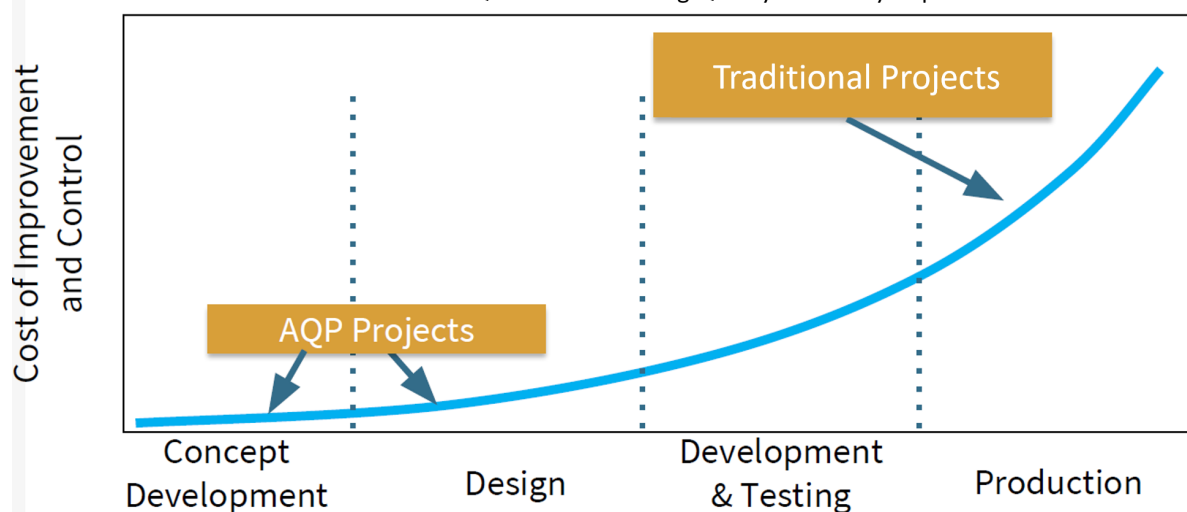 Traditional Projects
Cost of Improvement
and Control
AQP Projects
Concept
Development
Design
Development
& Testing
Production